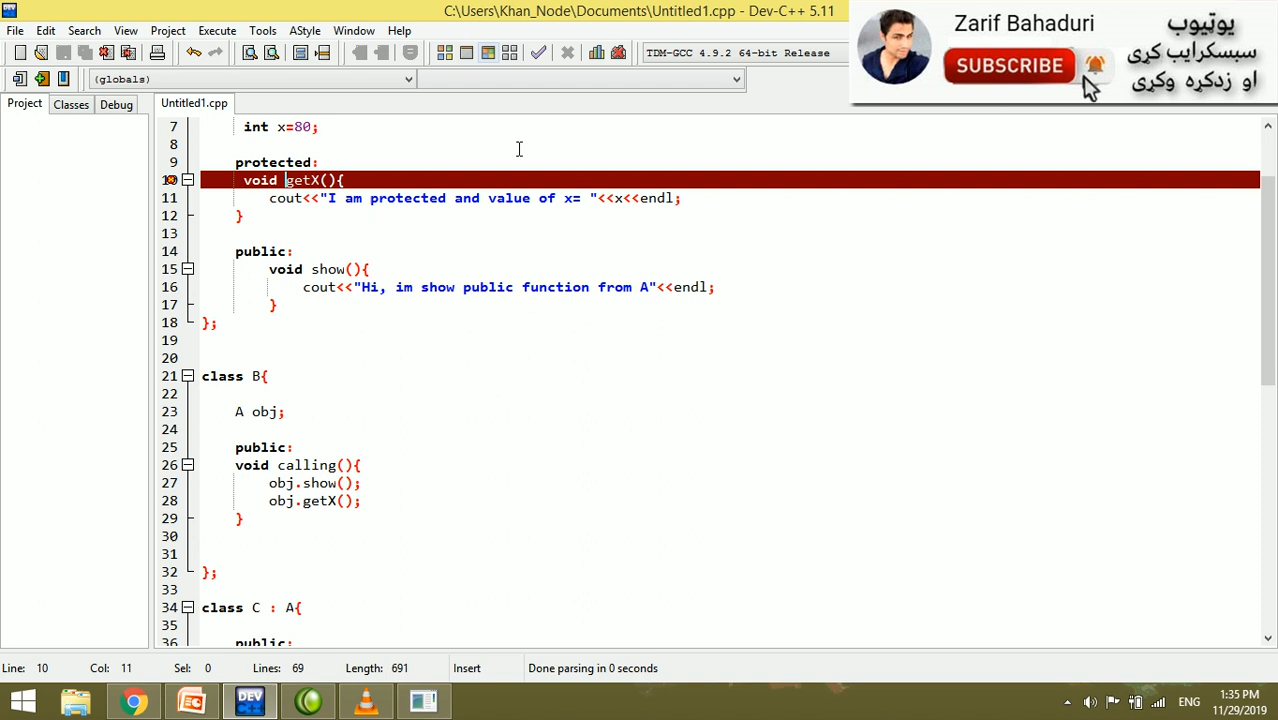 C:\Users\Khan_Node\Documents\Untitled1.cpp - Dev-C++ 5.11
File Edit Search View Project Execute Tools AStyle Window Help
TDM-GCC 4.9.2 64-bit Release
(globals)
Project Classes Debug
Untitled1.cpp
Zarif Bahaduri
SUBSCRIBE
یوټیوب
سبسکرایب کړی
او زدکړه وکړی
7 int x=80;
8
9 protected:
10 void getX(){
11 cout<<"I am protected and value of x= "<<x<<endl;
12 }
13
14 public:
15 void show(){
16 cout<<"Hi, im show public function from A"<<endl;
17 }
18 };
19
20
21 class B{
22
23 A obj;
24
25 public:
26 void calling(){
27 obj.show();
28 obj.getX();
29 }
30
31
32 };
33
34 class C : A{
35
36 public:
Line: 10 Col: 11 Sel: 0 Lines: 69 Length: 691 Insert Done parsing in 0 seconds
DEV C++
ENG
1:35 PM
11/29/2019